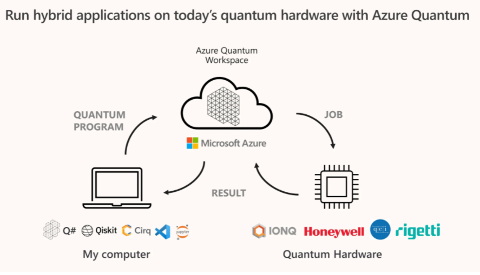 Run hybrid applications on today's quantum hardware with Azure Quantum
Azure Quantum
Workspace
QUANTUM
PROGRAM
JOB
Microsoft Azure
RESULT
Q# Qiskit Cirq
IONQ Honeywell rigetti
My computer
Quantum Hardware